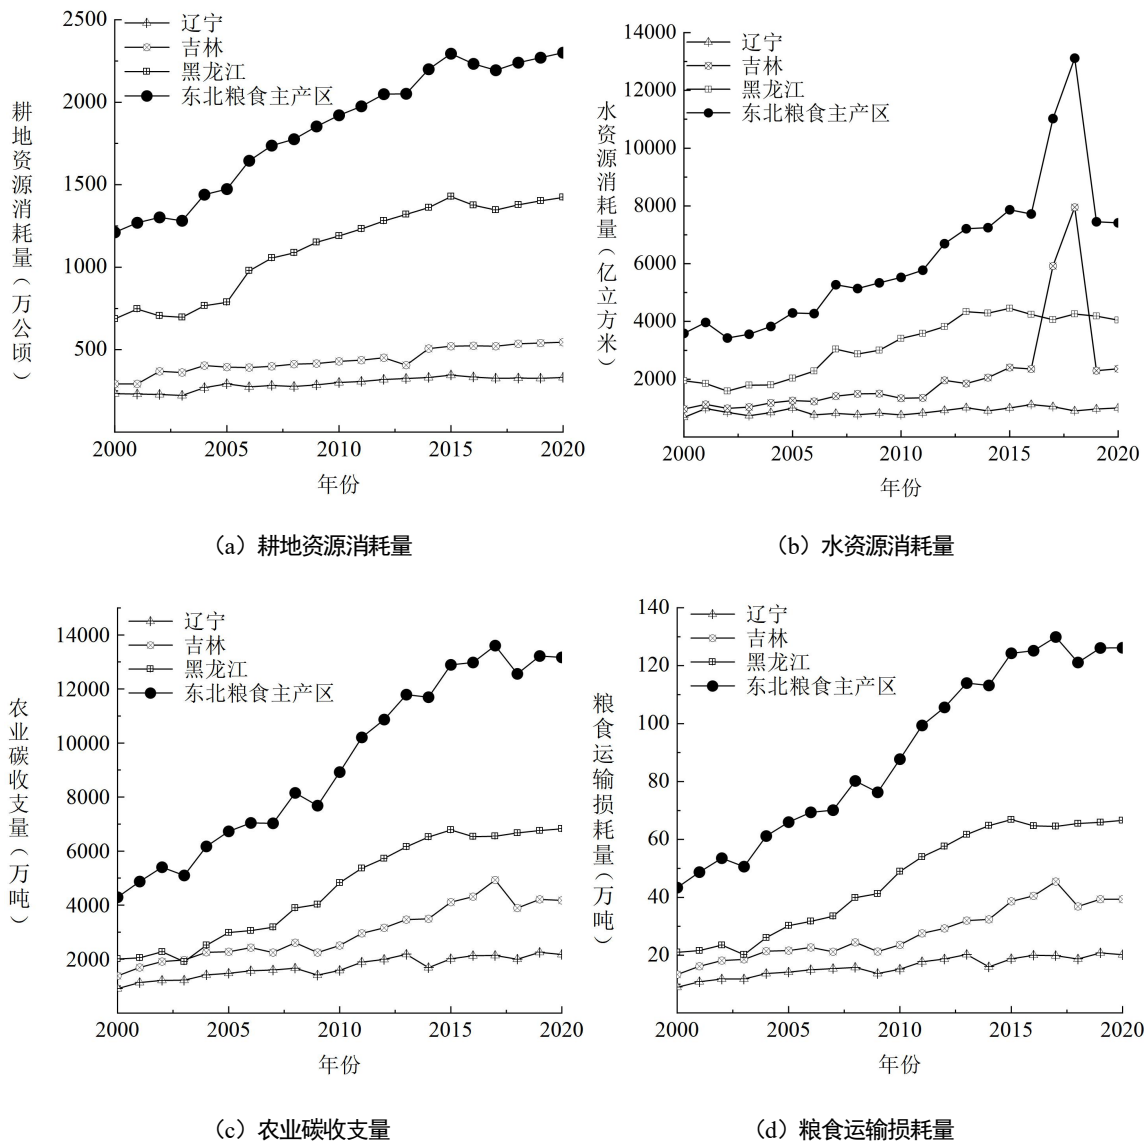 2500
2000
1500
1000
500
2000
2005
2010
2015
2020
辽宁
吉林
黑龙江
东北粮食主产区
耕地资源消耗量（万公顷）
年份
（a）耕地资源消耗量
14000
12000
10000
8000
6000
4000
2000
2000
2005
2010
2015
2020
辽宁
吉林
黑龙江
东北粮食主产区
水资源消耗量（亿立方米）
年份
（b）水资源消耗量
14000
12000
10000
8000
6000
4000
2000
2000
2005
2010
2015
2020
辽宁
吉林
黑龙江
东北粮食主产区
农业碳收支量（万吨）
年份
（c）农业碳收支量
140
120
100
80
60
40
20
2000
2005
2010
2015
2020
辽宁
吉林
黑龙江
东北粮食主产区
粮食运输损耗量（万吨）
年份
（d）粮食运输损耗量